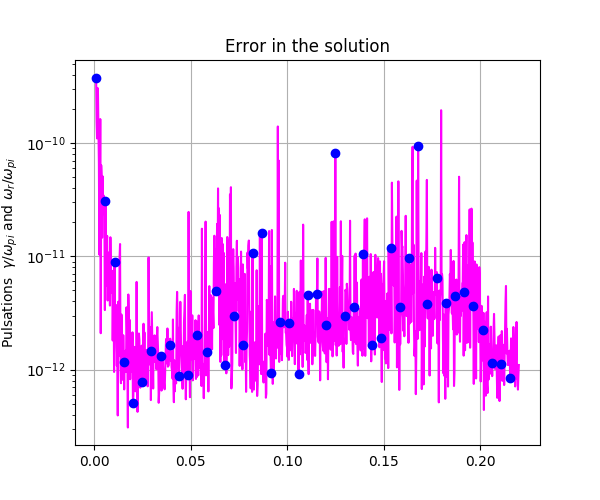 Error in the solution
Pulsations γ/ω_pi and ω_r/ω_pi
10^-10
10^-11
10^-12
0.00 0.05 0.10 0.15 0.20